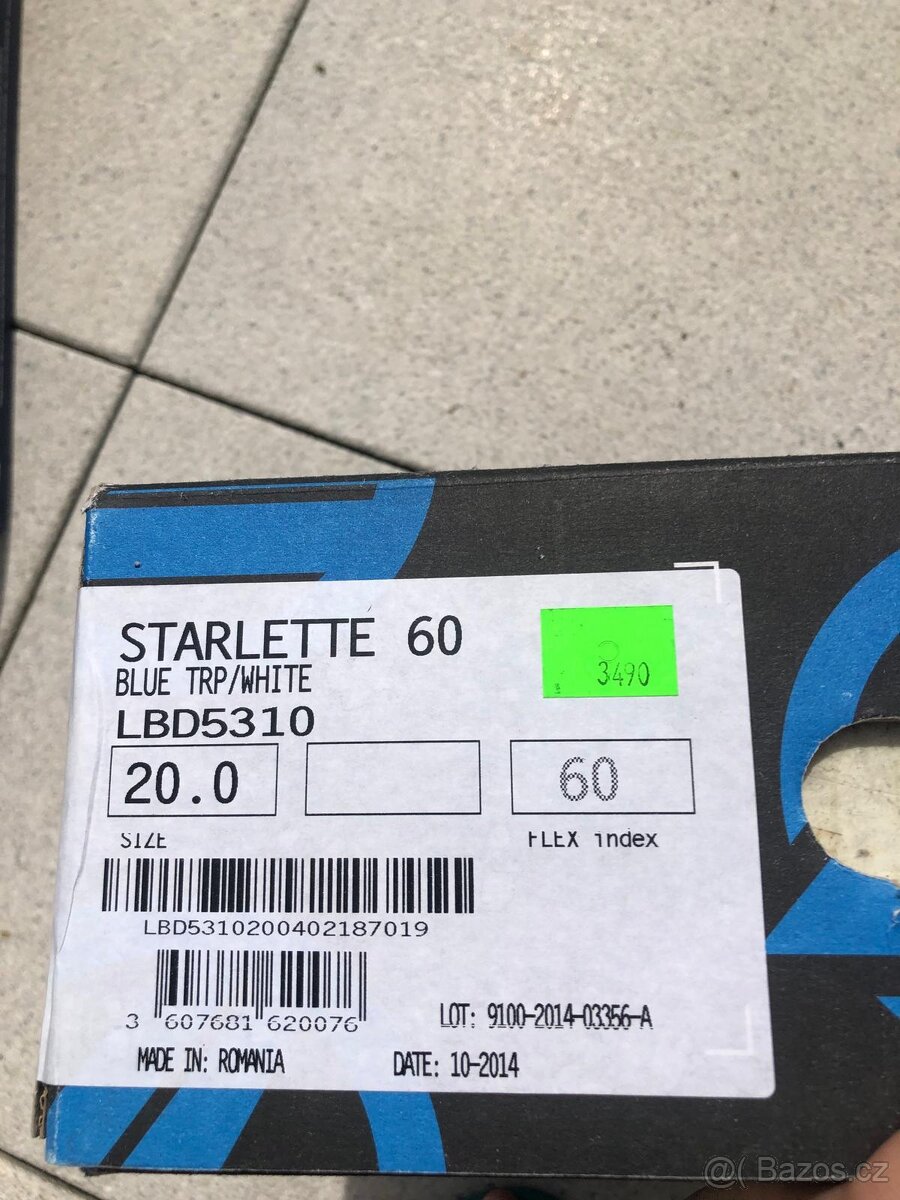 STARLETTE 60
BLUE TRP/WHITE
3490
LBD5310
20.0
60
SIZE
FLEX index
LBD5310200402187019
3 607681 620076
LOT: 9100-2014-03356-A
MADE IN: ROMANIA
DATE: 10-2014
@( Bazos.cz